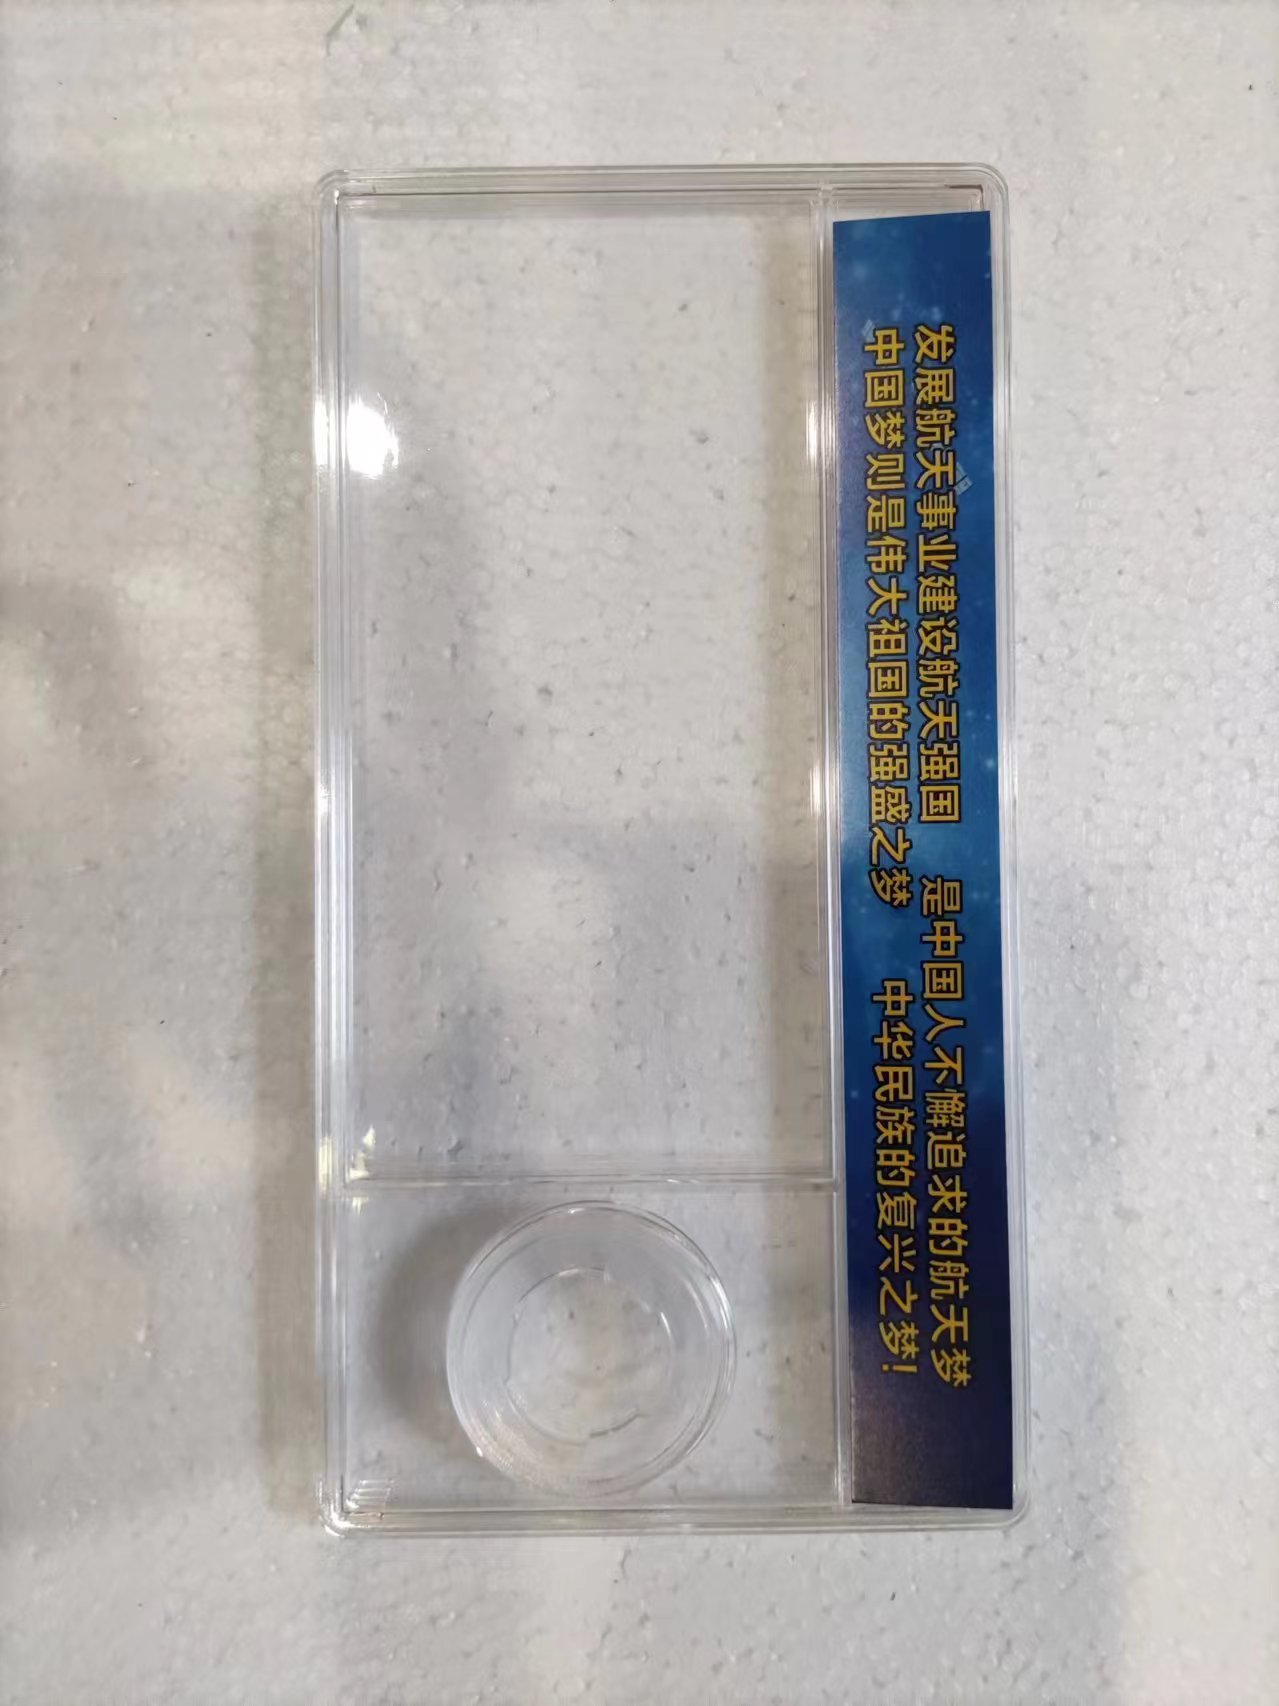 发展航天事业建设航天强国 是中国人不懈追求的航天梦
中国梦则是伟大祖国的强盛之梦 中华民族的复兴之梦!